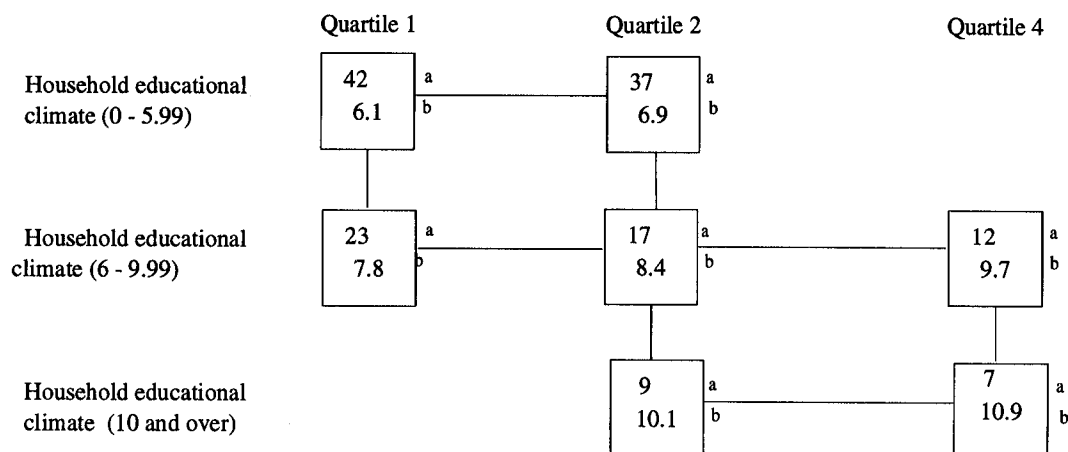 Quartile 1 Quartile 2 Quartile 4
Household educational
climate (0 - 5.99)
42 a 37 a
6.1 b 6.9 b
Household educational
climate (6 - 9.99)
23 a 17 a 12 a
7.8 b 8.4 b 9.7 b
Household educational
climate (10 and over)
9 a 7 a
10.1 b 10.9 b